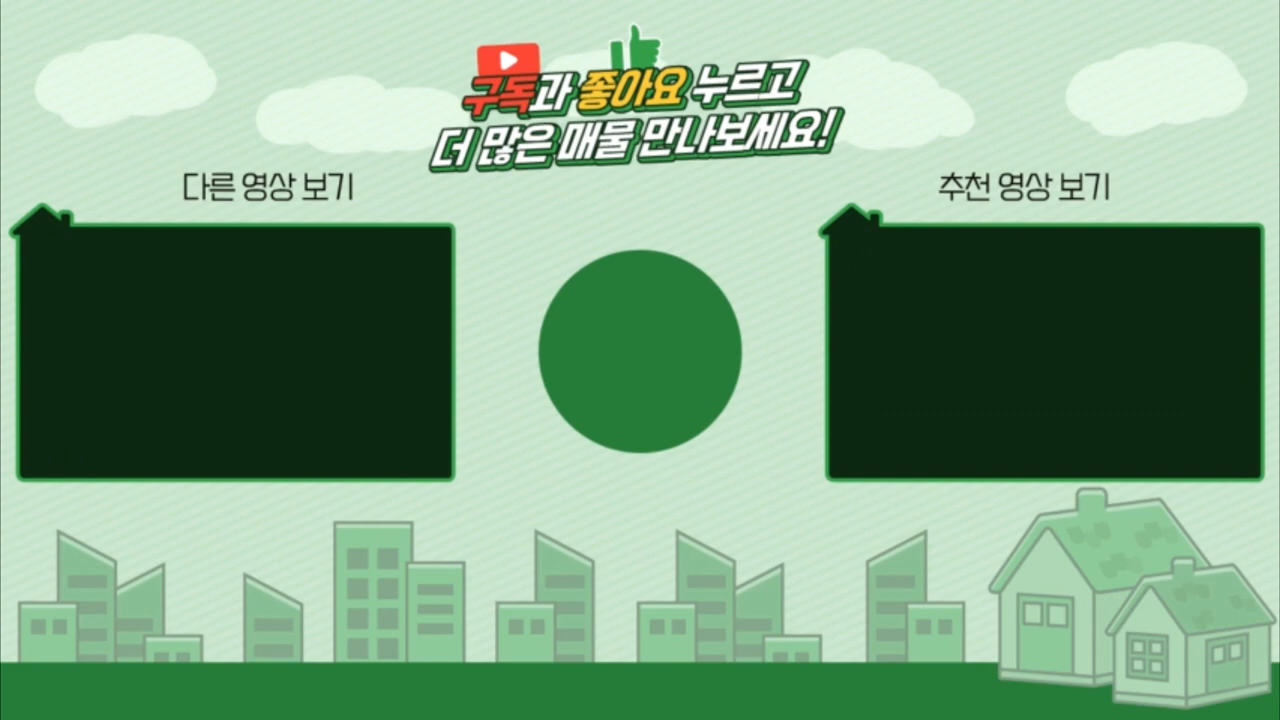 구독과 좋아요 누르고
더 많은 매물 만나보세요!
다른 영상 보기
추천 영상 보기